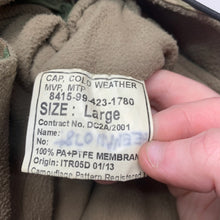 CAP, COLD WEATHER
MVP, MTP
8415-99-423-1780
SIZE: Large
Contract No. DC2A/2001
Name:
No:
100% PA+PTFE MEMBRAN
Origin: ITR05D 01/13
Camouflage Pattern Registered